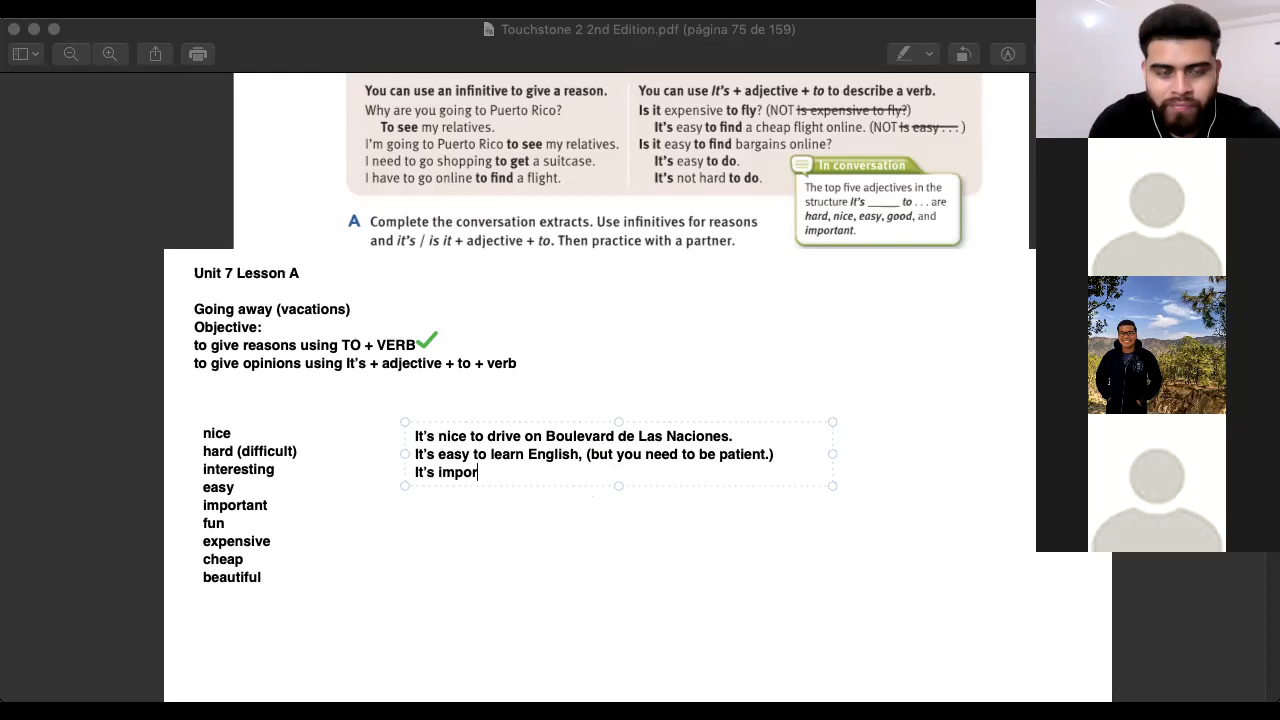 Touchstone 2 2nd Edition.pdf (página 75 de 159)
You can use an infinitive to give a reason.
Why are you going to Puerto Rico?
To see my relatives.
I'm going to Puerto Rico to see my relatives.
I need to go shopping to get a suitcase.
I have to go online to find a flight.
You can use It's + adjective + to to describe a verb.
Is it expensive to fly? (NOT Is expensive to fly?)
It's easy to find a cheap flight online. (NOT Is easy . . . )
Is it easy to find bargains online?
It's easy to do.
It's not hard to do.
In conversation
The top five adjectives in the
structure It's _____ to . . . are
hard, nice, easy, good, and
important.
A Complete the conversation extracts. Use infinitives for reasons
and it's / is it + adjective + to. Then practice with a partner.
Unit 7 Lesson A
Going away (vacations)
Objective:
to give reasons using TO + VERB
to give opinions using It's + adjective + to + verb
nice
hard (difficult)
interesting
easy
important
fun
expensive
cheap
beautiful
It's nice to drive on Boulevard de Las Naciones.
It's easy to learn English, (but you need to be patient.)
It's impor